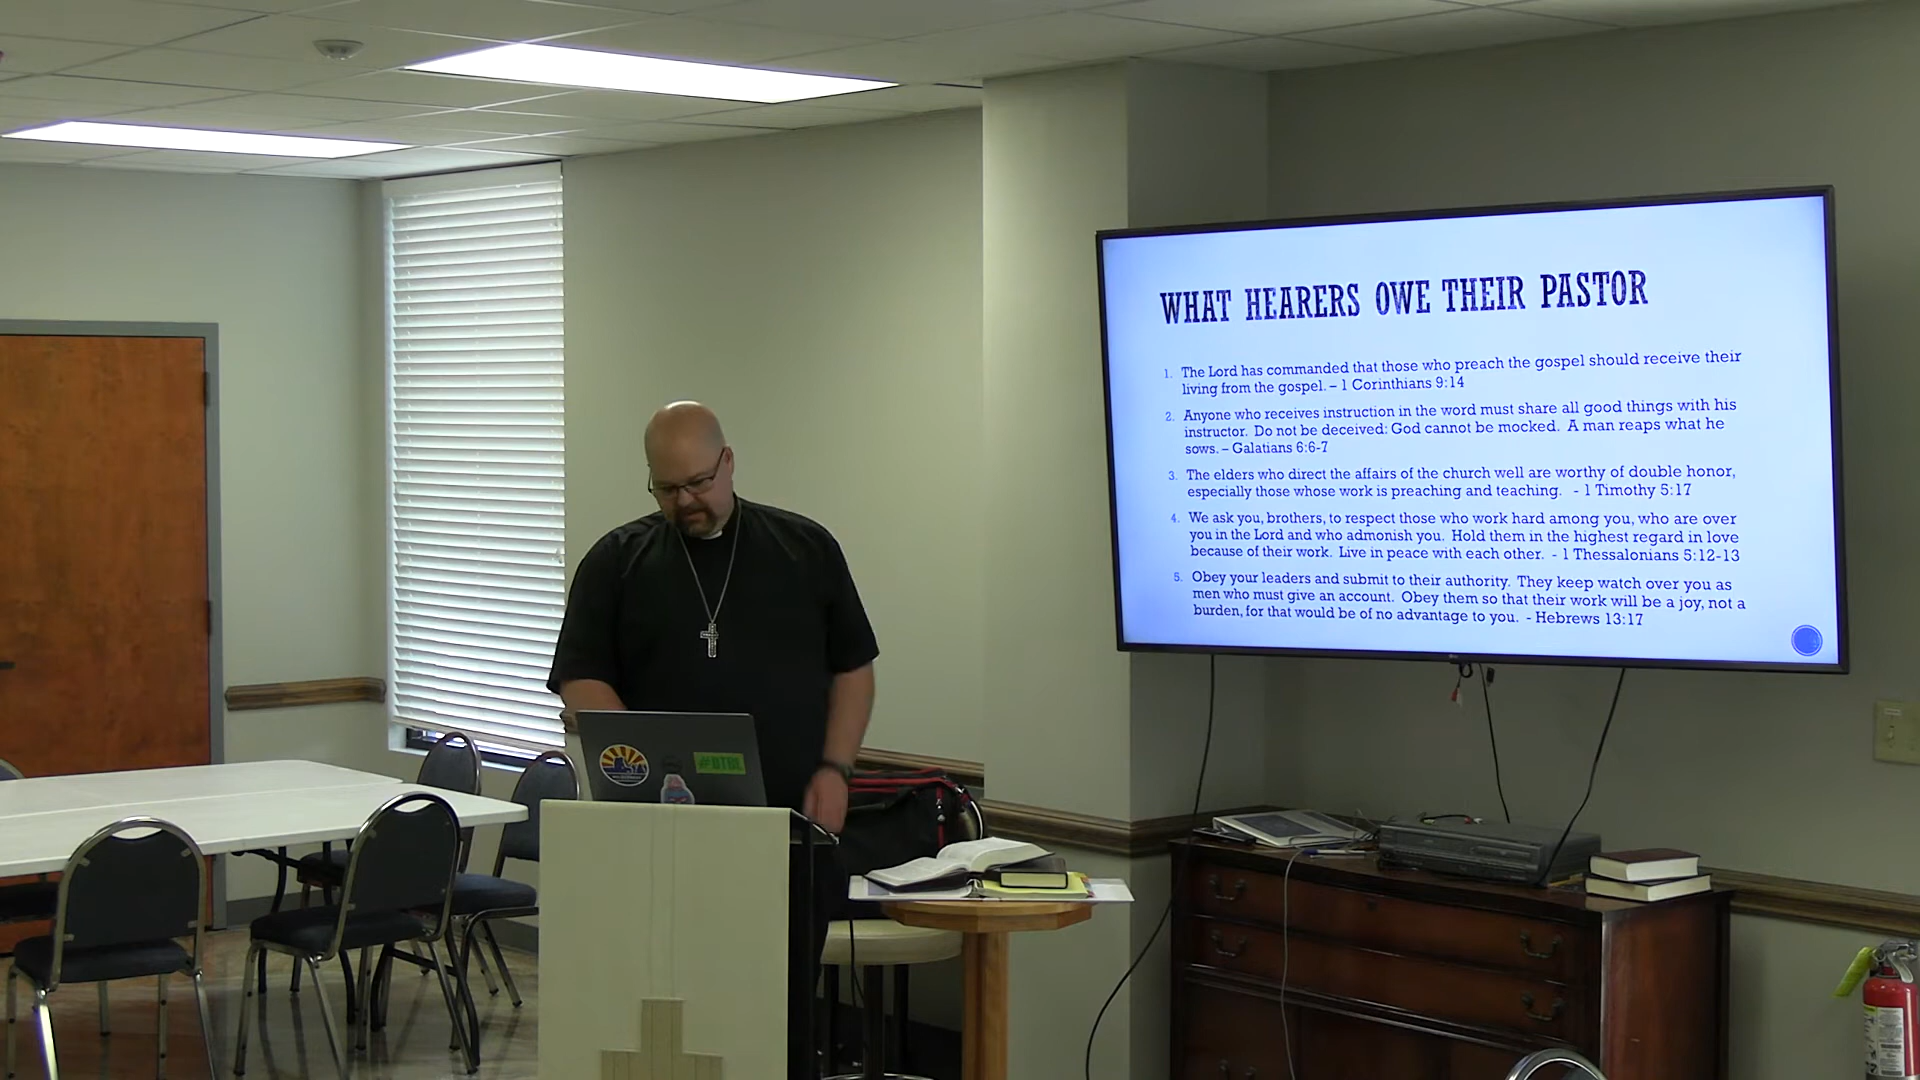 WHAT HEARERS OWE THEIR PASTOR
1. The Lord has commanded that those who preach the gospel should receive their
living from the gospel. – 1 Corinthians 9:14
2. Anyone who receives instruction in the word must share all good things with his
instructor. Do not be deceived: God cannot be mocked. A man reaps what he
sows. – Galatians 6:6-7
3. The elders who direct the affairs of the church well are worthy of double honor,
especially those whose work is preaching and teaching. - 1 Timothy 5:17
4. We ask you, brothers, to respect those who work hard among you, who are over
you in the Lord and who admonish you. Hold them in the highest regard in love
because of their work. Live in peace with each other. - 1 Thessalonians 5:12-13
5. Obey your leaders and submit to their authority. They keep watch over you as
men who must give an account. Obey them so that their work will be a joy, not a
burden, for that would be of no advantage to you. - Hebrews 13:17